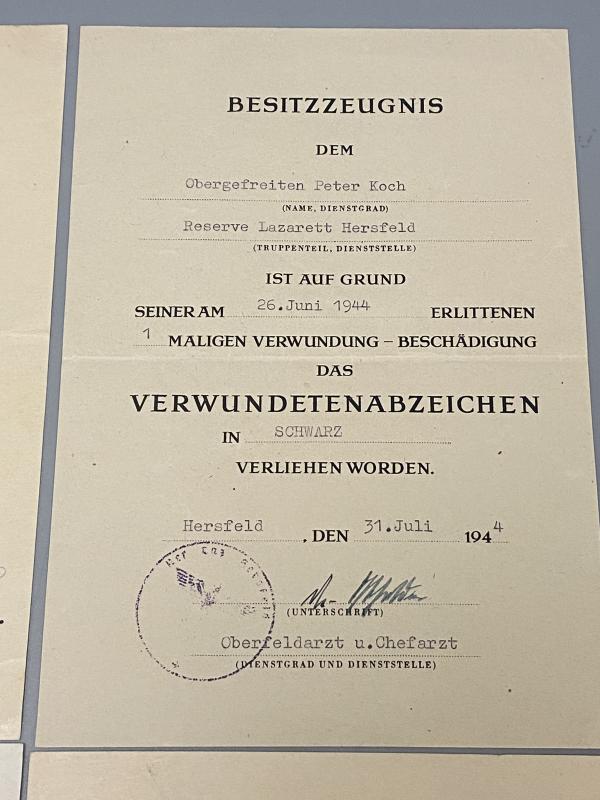 BESITZZEUGNIS
DEM
Obergefreiten Peter Koch
(NAME, DIENSTGRAD)
Reserve Lazarett Hersfeld
(TRUPPENTEIL, DIENSTSTELLE)
IST AUF GRUND
SEINER AM 26.Juni 1944 ERLITTENEN
1 MALIGEN VERWUNDUNG – BESCHÄDIGUNG
DAS
VERWUNDETENABZEICHEN
IN SCHWARZ
VERLIEHEN WORDEN.
Hersfeld , DEN 31.Juli 1944
(UNTERSCHRIFT)
Oberfeldarzt u.Chefarzt
(DIENSTGRAD UND DIENSTSTELLE)